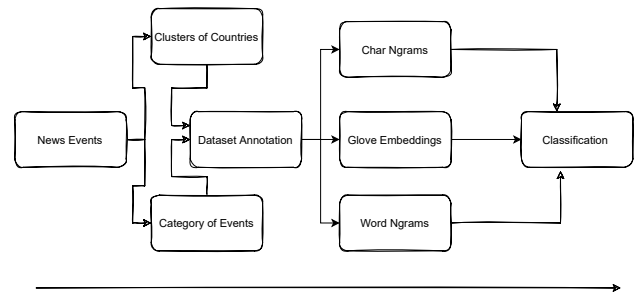 Clusters of Countries
Char Ngrams
News Events
Dataset Annotation
Glove Embeddings
Classification
Category of Events
Word Ngrams